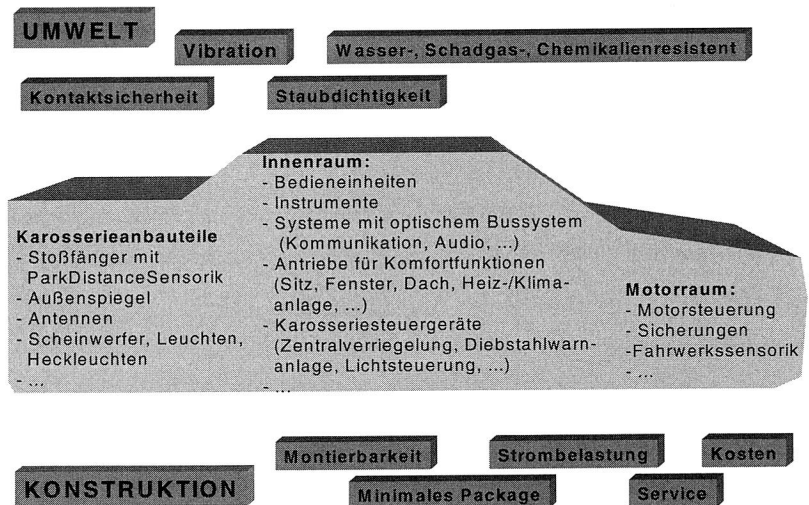 UMWELT
Vibration
Wasser-, Schadgas-, Chemikalienresistent
Kontaktsicherheit
Staubdichtigkeit
Karosserieanbauteile
- Stoßfänger mit
ParkDistanceSensorik
- Außenspiegel
- Antennen
- Scheinwerfer, Leuchten,
Heckleuchten
- ...
Innenraum:
- Bedieneinheiten
- Instrumente
- Systeme mit optischem Bussystem
(Kommunikation, Audio, ...)
- Antriebe für Komfortfunktionen
(Sitz, Fenster, Dach, Heiz-/Klima-
anlage, ...)
- Karosseriesteuergeräte
(Zentralverriegelung, Diebstahlwarn-
anlage, Lichtsteuerung, ...)
- ...
Motorraum:
- Motorsteuerung
- Sicherungen
-Fahrwerkssensorik
- ...
Montierbarkeit
Strombelastung
Kosten
KONSTRUKTION
Minimales Package
Service